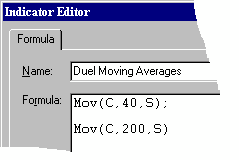 Indicator Editor
Formula
Name: Duel Moving Averages
Formula: Mov(C,40,S);
Mov(C,200,S)